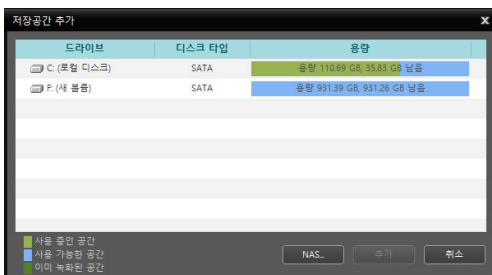 저장공간 추가 x
드라이브 디스크 타입 용량
C: (로컬 디스크) SATA 용량 110.69 GB, 35.83 GB 남음
F: (새 볼륨) SATA 용량 931.39 GB, 931.26 GB 남음
사용 중인 공간
사용 가능한 공간
이미 녹화된 공간
NAS... 추가 취소